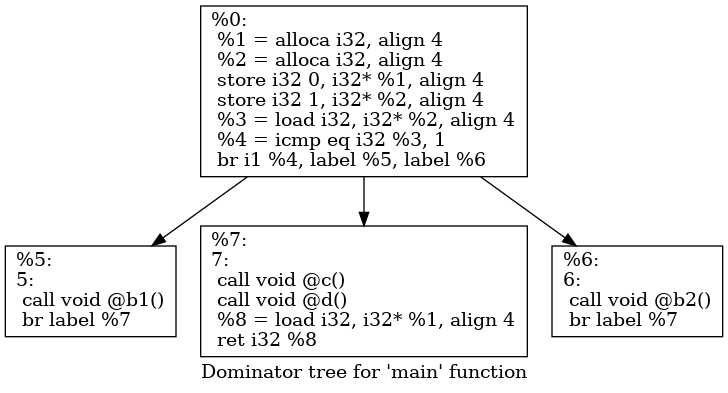 %0:
%1 = alloca i32, align 4
%2 = alloca i32, align 4
store i32 0, i32* %1, align 4
store i32 1, i32* %2, align 4
%3 = load i32, i32* %2, align 4
%4 = icmp eq i32 %3, 1
br i1 %4, label %5, label %6
%5:
5:
call void @b1()
br label %7
%7:
7:
call void @c()
call void @d()
%8 = load i32, i32* %1, align 4
ret i32 %8
%6:
6:
call void @b2()
br label %7
Dominator tree for 'main' function